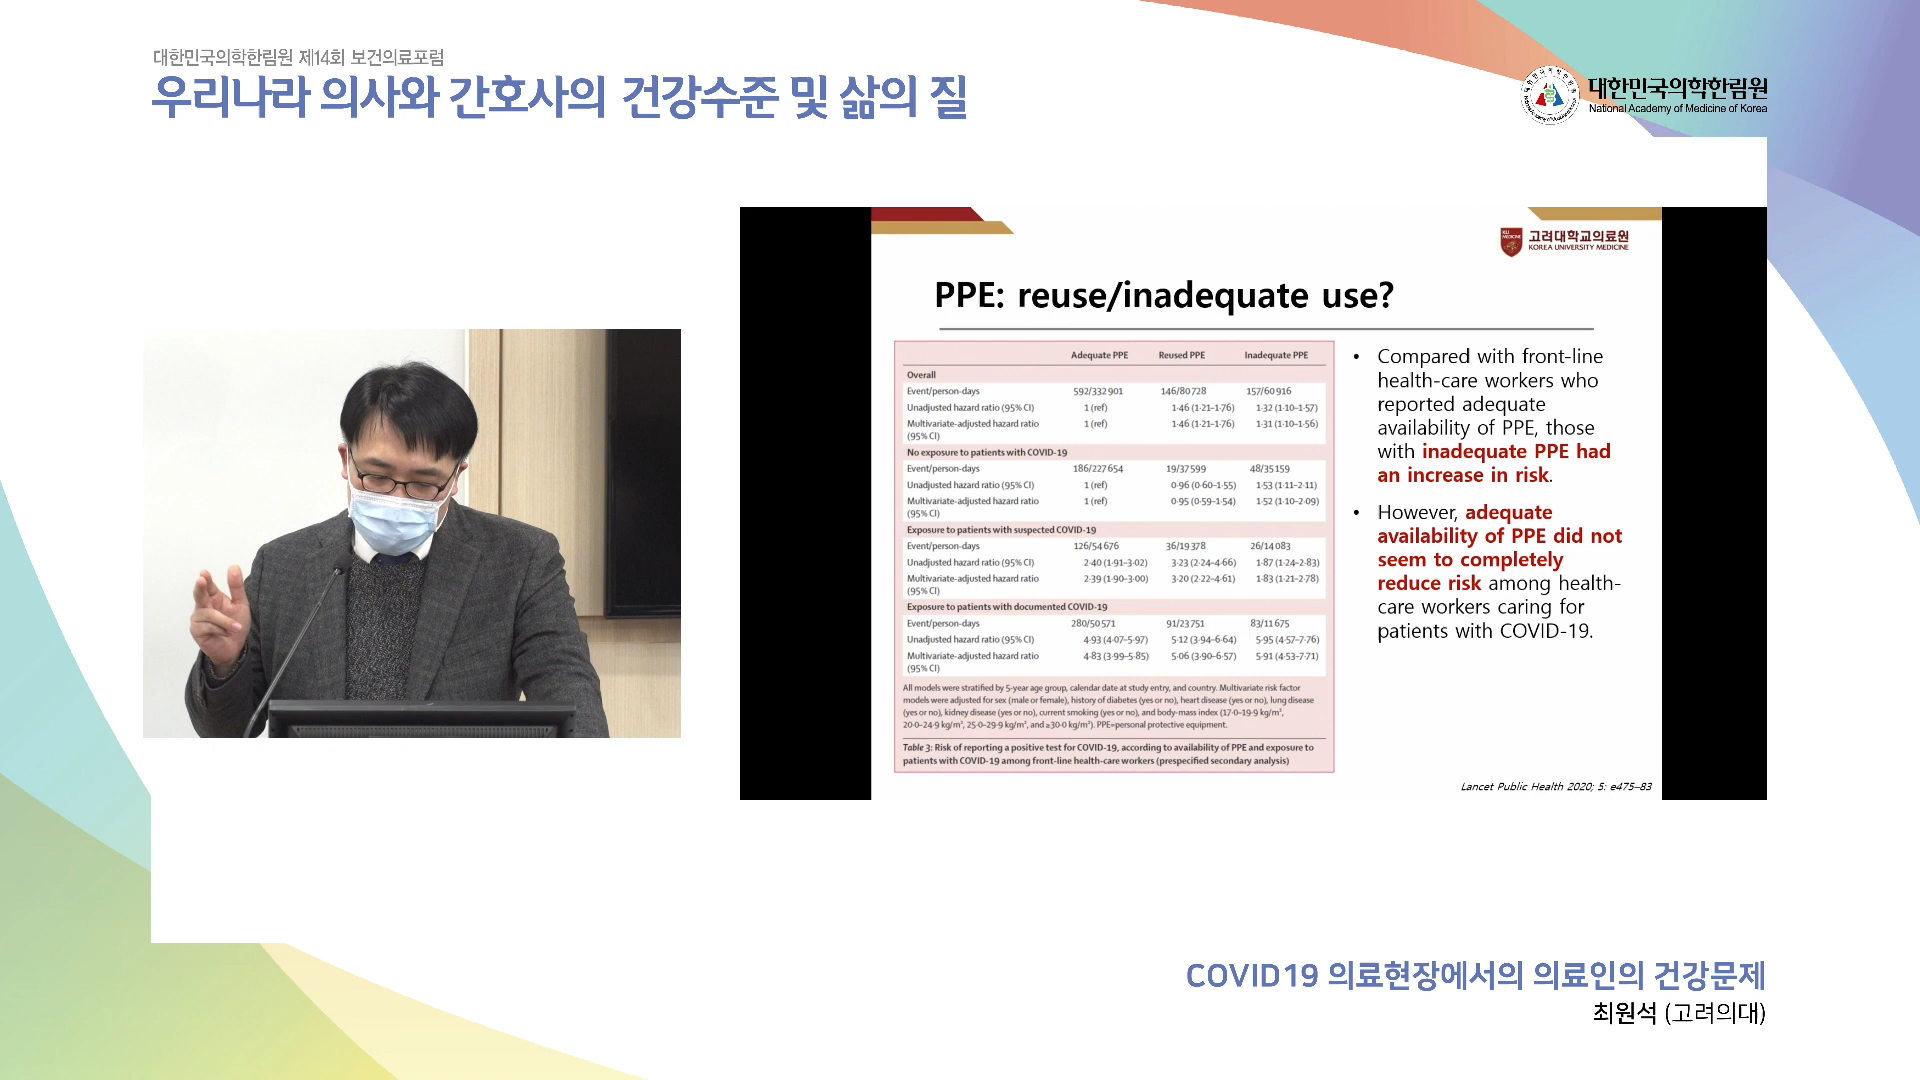 대한민국의학한림원 제14회 보건의료포럼
우리나라 의사와 간호사의 건강수준 및 삶의 질
대한민국의학한림원
National Academy of Medicine of Korea
KU MEDICINE
고려대학교의료원
KOREA UNIVERSITY MEDICINE
PPE: reuse/inadequate use?
Adequate PPE Reused PPE Inadequate PPE
Overall
Event/person-days 592/332 901 146/80 728 157/60 916
Unadjusted hazard ratio (95% CI) 1 (ref) 1·46 (1·21–1·76) 1·32 (1·10–1·57)
Multivariate-adjusted hazard ratio 1 (ref) 1·46 (1·21–1·76) 1·31 (1·10–1·56)
(95% CI)
No exposure to patients with COVID-19
Event/person-days 186/227 654 19/37 599 48/35 159
Unadjusted hazard ratio (95% CI) 1 (ref) 0·96 (0·60–1·55) 1·53 (1·11–2·11)
Multivariate-adjusted hazard ratio 1 (ref) 0·95 (0·59–1·54) 1·52 (1·10–2·09)
(95% CI)
Exposure to patients with suspected COVID-19
Event/person-days 126/54 676 36/19 378 26/14 083
Unadjusted hazard ratio (95% CI) 2·40 (1·91–3·02) 3·23 (2·24–4·66) 1·87 (1·24–2·83)
Multivariate-adjusted hazard ratio 2·39 (1·90–3·00) 3·20 (2·22–4·61) 1·83 (1·21–2·78)
(95% CI)
Exposure to patients with documented COVID-19
Event/person-days 280/50 571 91/23 751 83/11 675
Unadjusted hazard ratio (95% CI) 4·93 (4·07–5·97) 5·12 (3·94–6·64) 5·95 (4·57–7·76)
Multivariate-adjusted hazard ratio 4·83 (3·99–5·85) 5·06 (3·90–6·57) 5·91 (4·53–7·71)
(95% CI)
All models were stratified by 5-year age group, calendar date at study entry, and country. Multivariate risk factor
models were adjusted for sex (male or female), history of diabetes (yes or no), heart disease (yes or no), lung disease
(yes or no), kidney disease (yes or no), current smoking (yes or no), and body-mass index (17·0–19·9 kg/m²,
20·0–24·9 kg/m², 25·0–29·9 kg/m², and ≥30·0 kg/m²). PPE=personal protective equipment.
Table 3: Risk of reporting a positive test for COVID-19, according to availability of PPE and exposure to
patients with COVID-19 among front-line health-care workers (prespecified secondary analysis)
• Compared with front-line
health-care workers who
reported adequate
availability of PPE, those
with inadequate PPE had
an increase in risk.
• However, adequate
availability of PPE did not
seem to completely
reduce risk among health-
care workers caring for
patients with COVID-19.
Lancet Public Health 2020; 5: e475–83
COVID19 의료현장에서의 의료인의 건강문제
최원석 (고려의대)